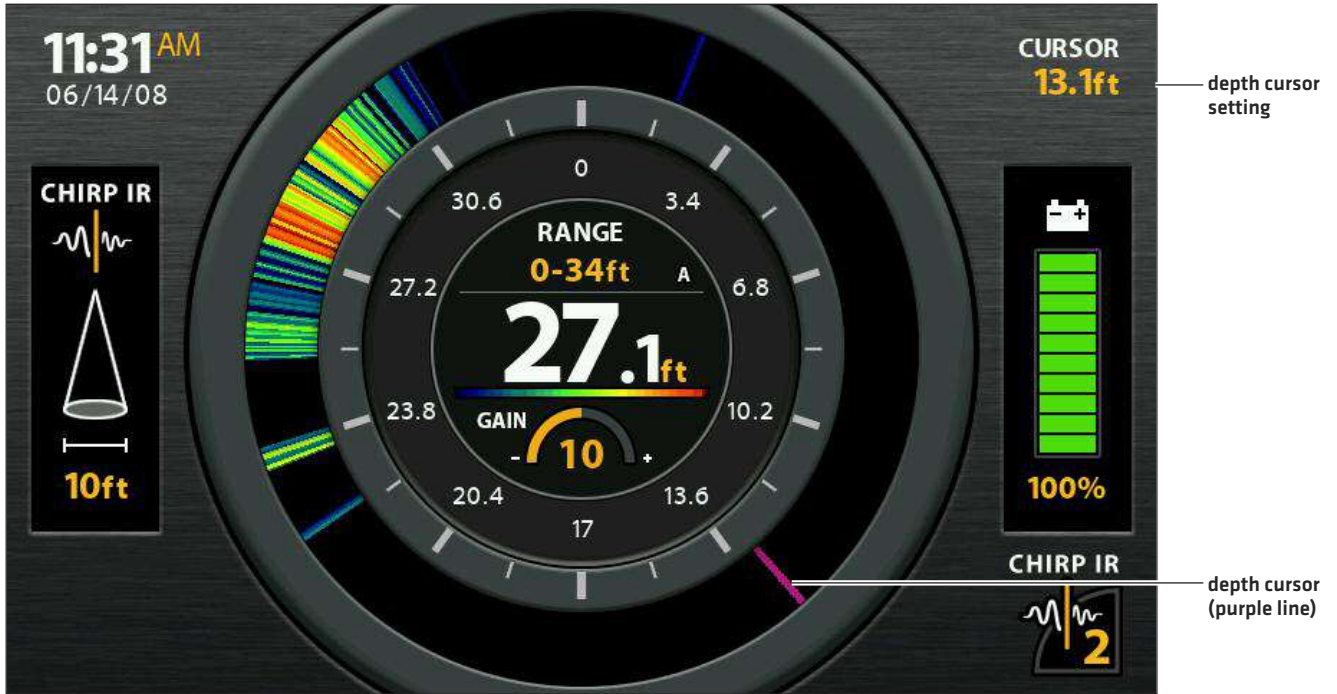 11:31 AM
06/14/08
CURSOR
13.1ft
depth cursor
setting
CHIRP IR
10ft
0
3.4
6.8
10.2
13.6
17
20.4
23.8
27.2
30.6
RANGE
0-34ft
A
27.1ft
GAIN
- 10 +
- +
100%
CHIRP IR
2
depth cursor
(purple line)